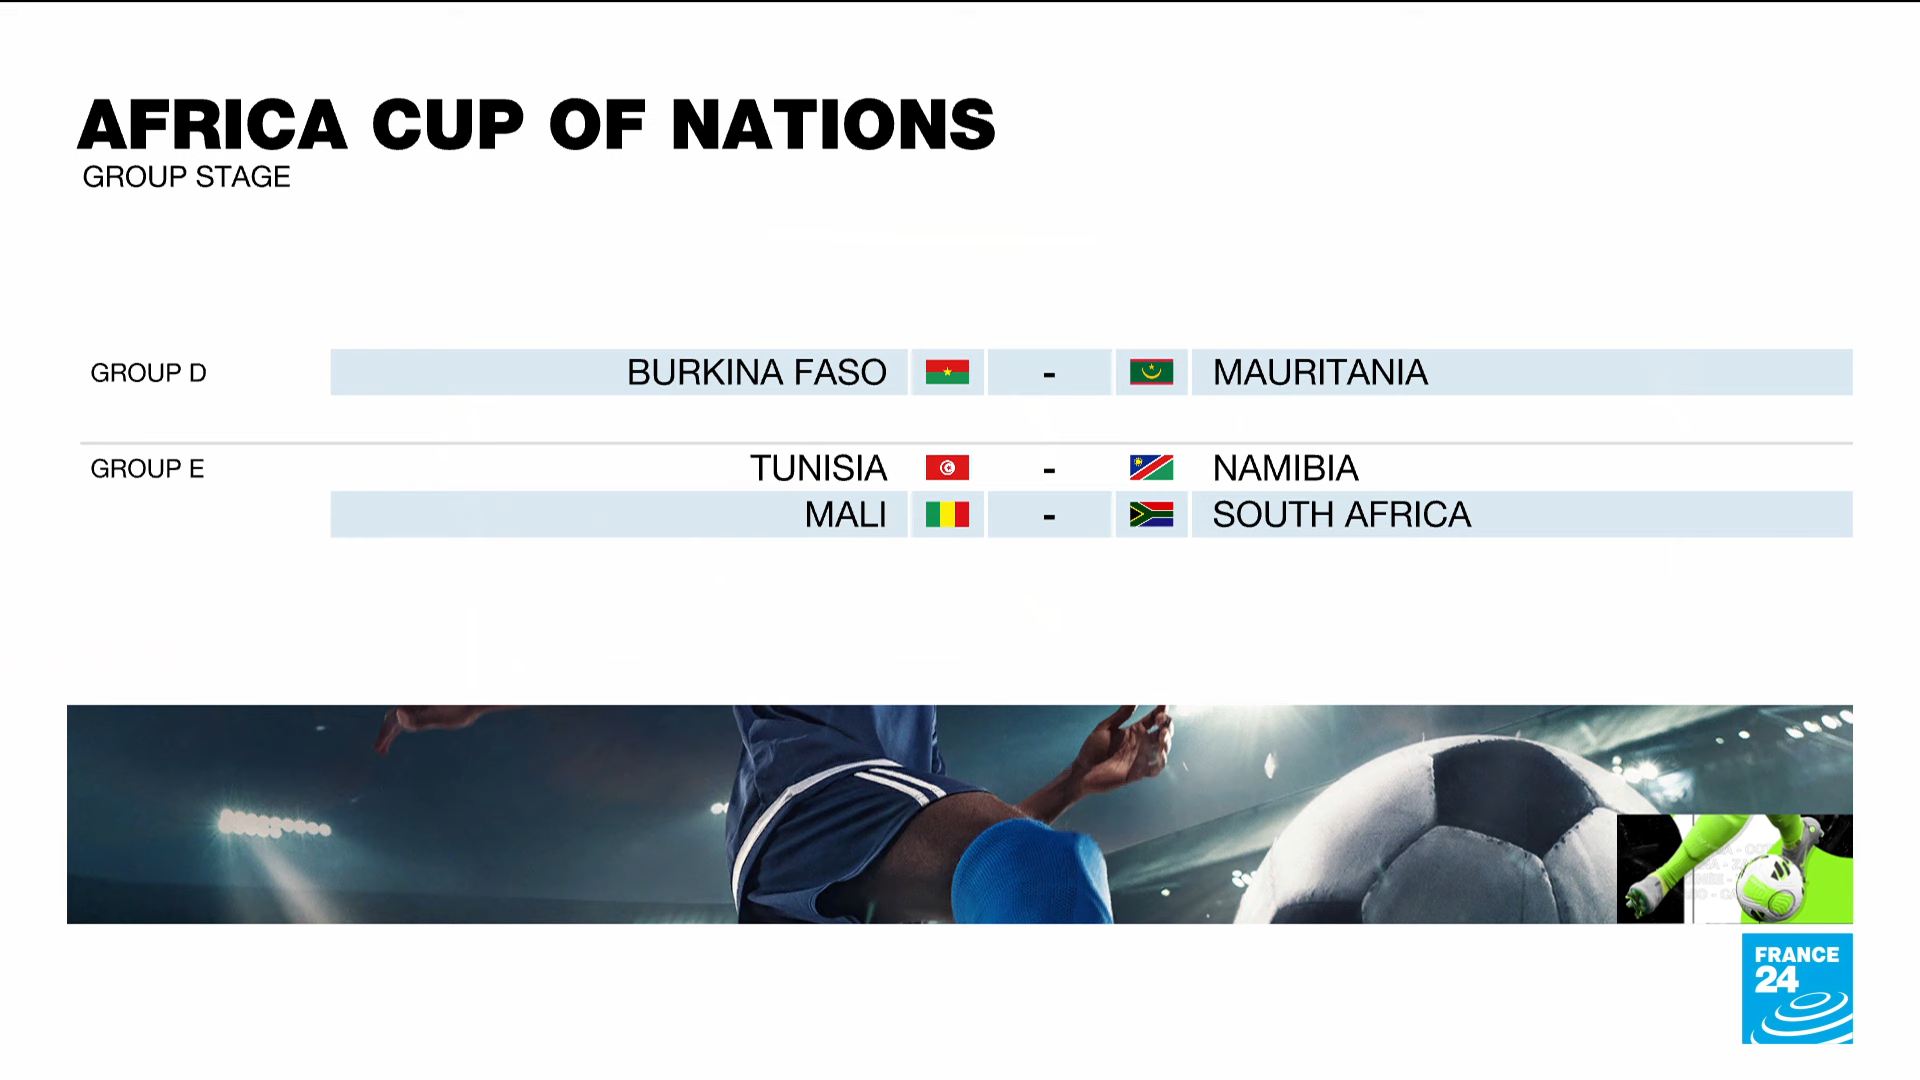 AFRICA CUP OF NATIONS
GROUP STAGE
GROUP D BURKINA FASO - MAURITANIA
GROUP E TUNISIA - NAMIBIA
MALI - SOUTH AFRICA
FRANCE
24